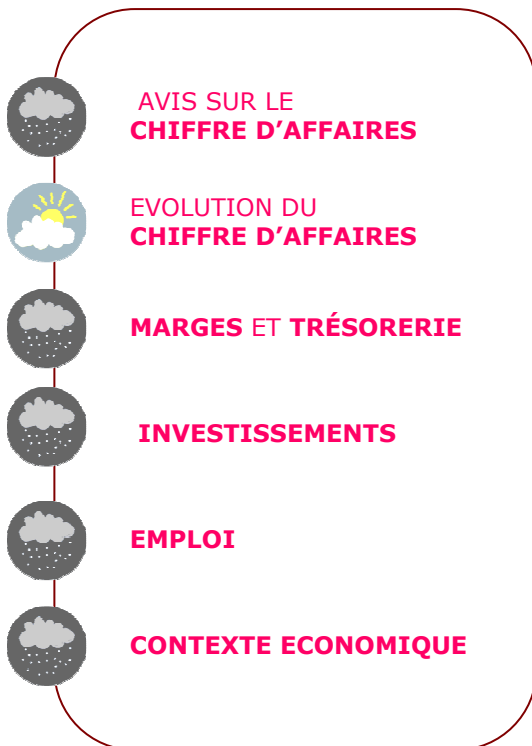 AVIS SUR LE
CHIFFRE D’AFFAIRES
EVOLUTION DU
CHIFFRE D’AFFAIRES
MARGES ET TRÉSORERIE
INVESTISSEMENTS
EMPLOI
CONTEXTE ECONOMIQUE